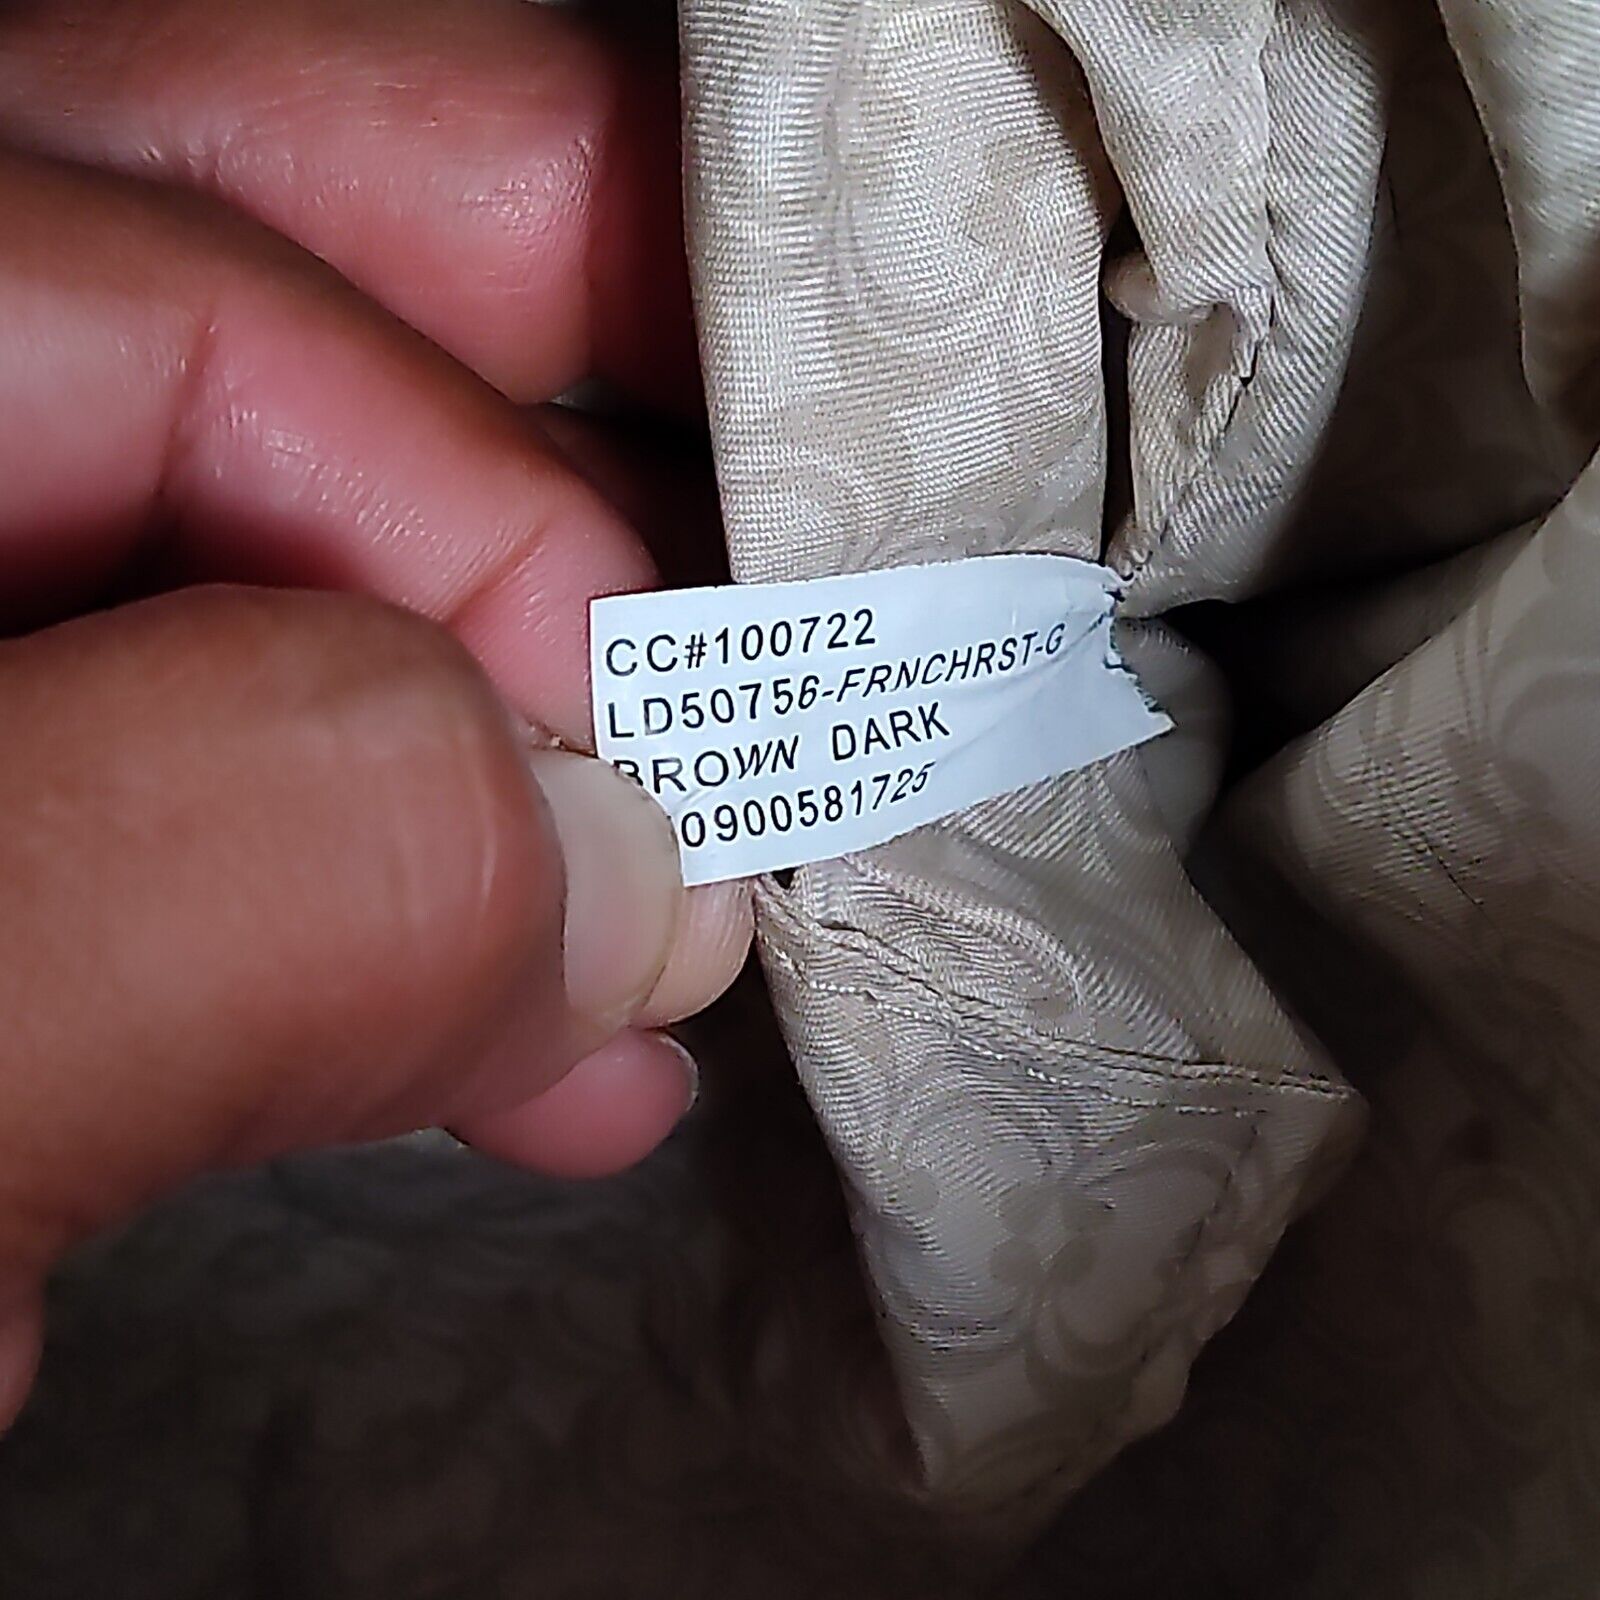 CC#100722
LD50756-FRNCHRST-G
BROWN DARK
0900581725